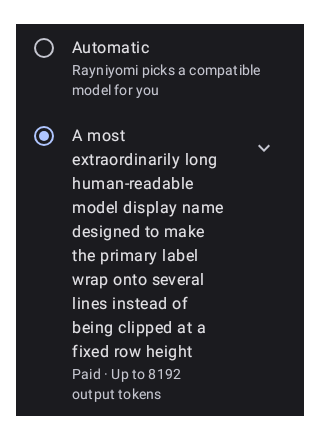 Automatic
Rayniyomi picks a compatible
model for you
A most
extraordinarily long
human-readable
model display name
designed to make
the primary label
wrap onto several
lines instead of
being clipped at a
fixed row height
Paid · Up to 8192
output tokens